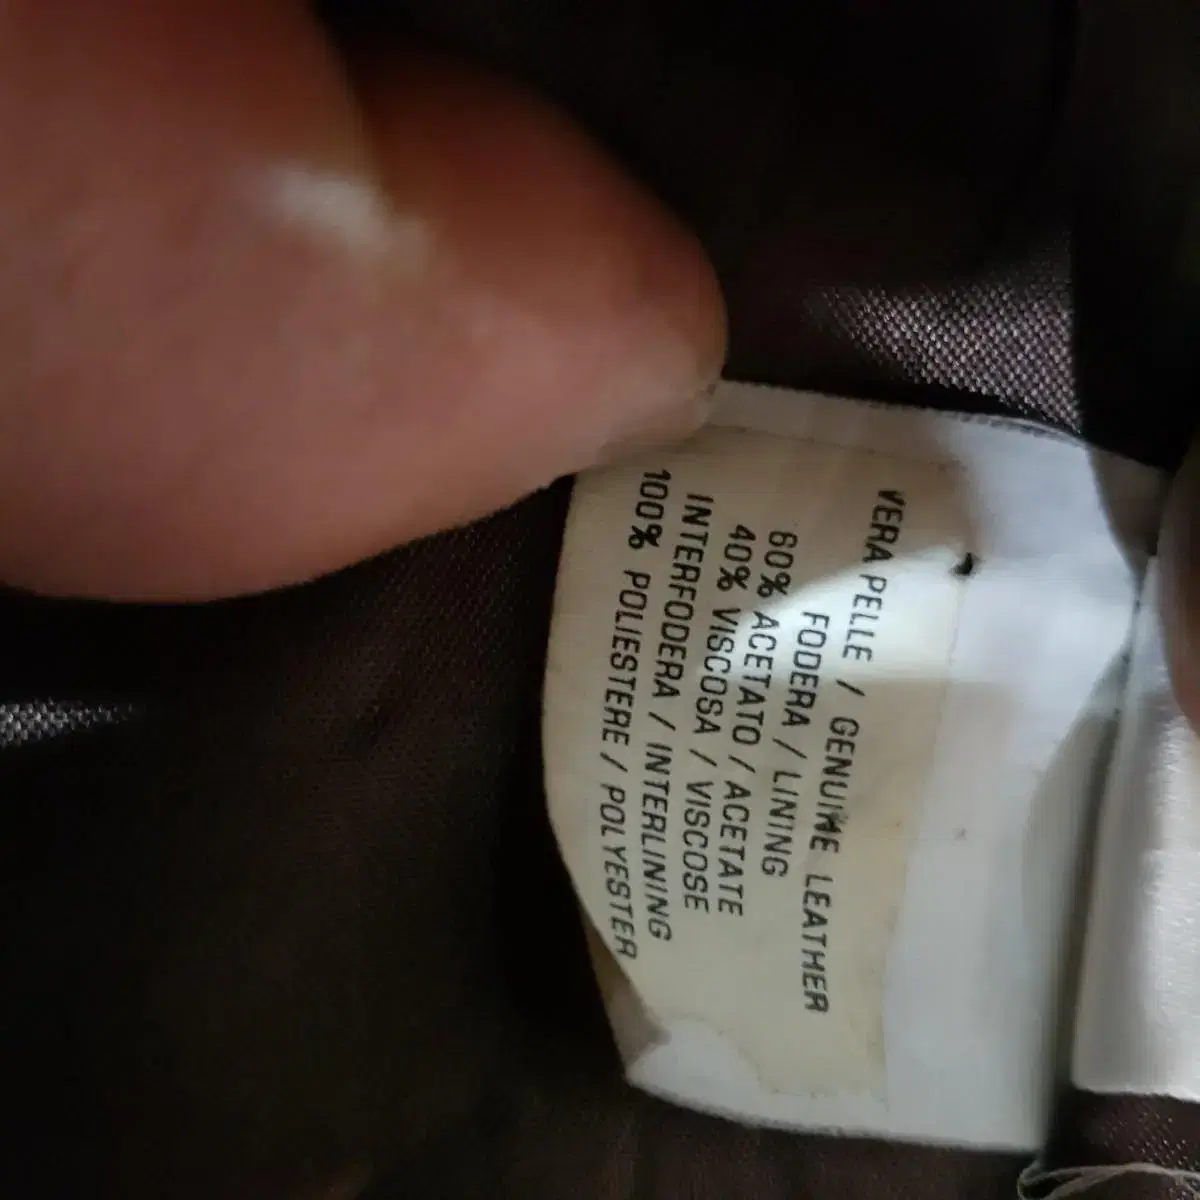 VERA PELLE / GENUINE LEATHER
FODERA / LINING
60% ACETATO / ACETATE
40% VISCOSA / VISCOSE
INTERFODERA / INTERLINING
100% POLIESTERE / POLYESTER